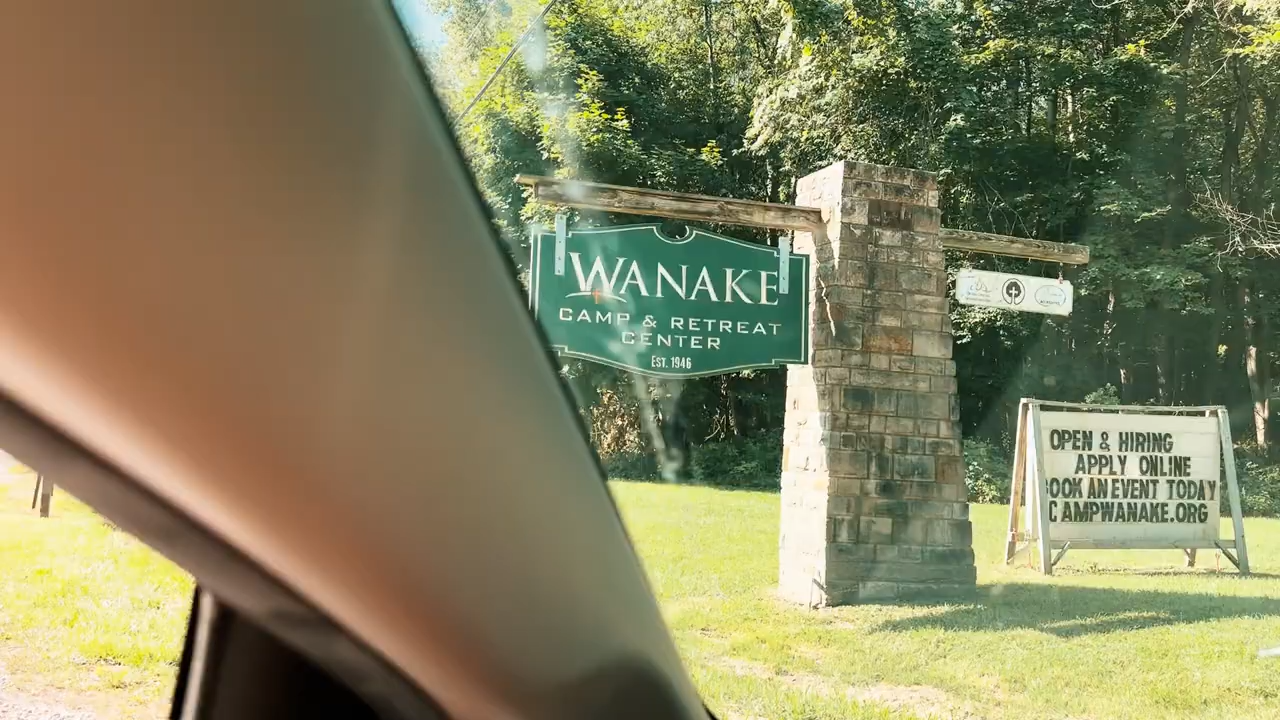 WANAKE
CAMP & RETREAT
CENTER
EST. 1946
OPEN & HIRING
APPLY ONLINE
BOOK AN EVENT TODAY
CAMPWANAKE.ORG